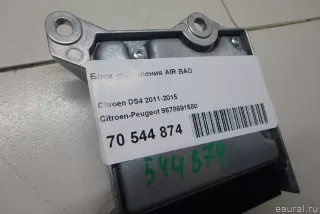 Блок управления AIR BAG
Citroen DS4 2011-2015
Citroen-Peugeot 9678691580
70 544 874
544874
eaural.ru